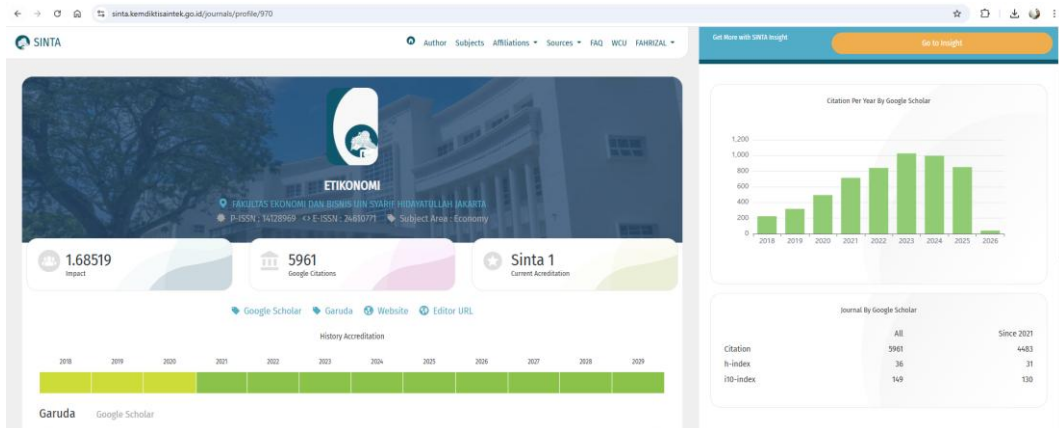 sinta.kemdiktisaintek.go.id/journals/profile/970
SINTA
Author Subjects Affiliations Sources FAQ WCU FAHRIZAL
Get More with SINTA Insight
Go to Insight
ETIKONOMI
FAKULTAS EKONOMI DAN BISNIS UIN SYARIF HIDAYATULLAH JAKARTA
P-ISSN : 14128969 <> E-ISSN : 24610771 Subject Area : Economy
1.68519
Impact
5961
Google Citations
Sinta 1
Current Acreditation
Google Scholar Garuda Website Editor URL
History Accreditation
2018 2019 2020 2021 2022 2023 2024 2025 2026 2027 2028 2029
Garuda Google Scholar
Citation Per Year By Google Scholar
1,200
1,000
800
600
400
200
0
2018 2019 2020 2021 2022 2023 2024 2025 2026
Journal By Google Scholar
All Since 2021
Citation 5961 4483
h-index 36 31
i10-index 149 130